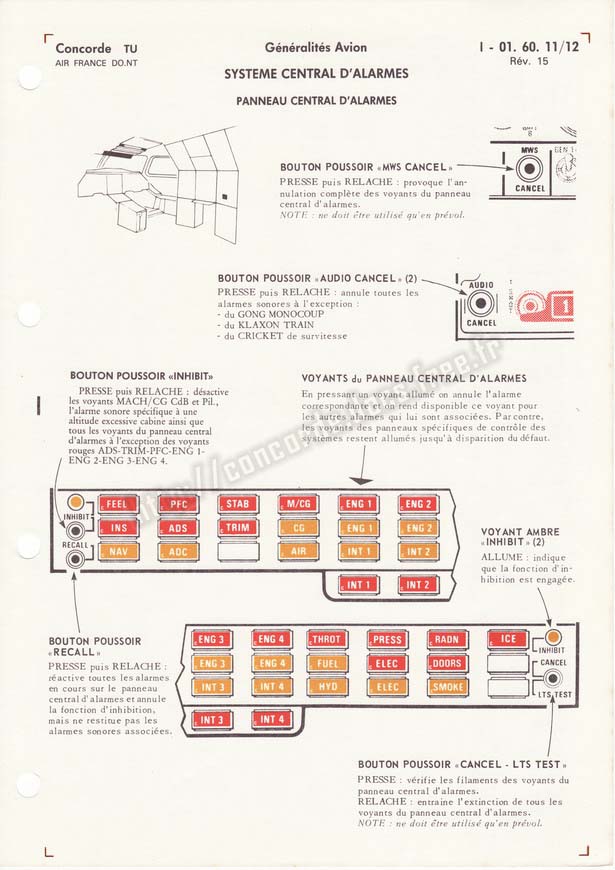 Concorde TU
AIR FRANCE DO.NT
Généralités Avion
SYSTEME CENTRAL D'ALARMES
PANNEAU CENTRAL D'ALARMES
I - 01. 60. 11/12
Rév. 15
BOUTON POUSSOIR «MWS CANCEL»
PRESSE puis RELACHE : provoque l'an-
nulation complète des voyants du panneau
central d'alarmes.
NOTE : ne doit être utilisé qu'en prévol.
8
MWS
GEN 1
CANCEL
BOUTON POUSSOIR «AUDIO CANCEL» (2)
PRESSE puis RELACHE : annule toutes les
alarmes sonores à l'exception :
- du GONG MONOCOUP
- du KLAXON TRAIN
- du CRICKET de survitesse
AUDIO
CANCEL
1
BOUTON POUSSOIR «INHIBIT»
PRESSE puis RELACHE : désactive
les voyants MACH/CG CdB et Pil.,
l'alarme sonore spécifique à une
altitude excessive cabine ainsi que
tous les voyants du panneau central
d'alarmes à l'exception des voyants
rouges ADS-TRIM-PFC-ENG 1-
ENG 2-ENG 3-ENG 4.
VOYANTS du PANNEAU CENTRAL D'ALARMES
En pressant un voyant allumé on annule l'alarme
correspondante et on rend disponible ce voyant pour
les autres alarmes qui lui sont associées. Par contre,
les voyants des panneaux spécifiques de contrôle des
systèmes restent allumés jusqu'à disparition du défaut.
http://concordescopia.free.fr
INHIBIT
RECALL
FEEL PFC STAB M/CG ENG 1 ENG 2
INS ADS TRIM CG ENG 1 ENG 2
NAV ADC AIR INT 1 INT 2
INT 1 INT 2
VOYANT AMBRE
«INHIBIT» (2)
ALLUME : indique
que la fonction d'in-
hibition est engagée.
BOUTON POUSSOIR
«RECALL»
PRESSE puis RELACHE :
réactive toutes les alarmes
en cours sur le panneau
central d'alarmes et annule
la fonction d'inhibition,
mais ne restitue pas les
alarmes sonores associées.
ENG 3 ENG 4 THROT PRESS RADN ICE
ENG 3 ENG 4 FUEL ELEC DOORS
INT 3 INT 4 HYD ELEC SMOKE
INT 3 INT 4
INHIBIT
CANCEL
LTS TEST
BOUTON POUSSOIR «CANCEL - LTS TEST»
PRESSE : vérifie les filaments des voyants du
panneau central d'alarmes.
RELACHE : entraine l'extinction de tous les
voyants du panneau central d'alarmes.
NOTE : ne doit être utilisé qu'en prévol.